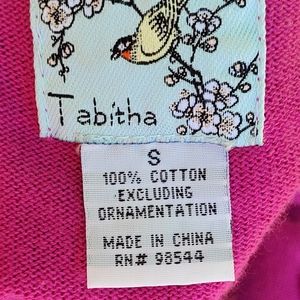 Tabitha
S
100% COTTON
EXCLUDING
ORNAMENTATION
MADE IN CHINA
RN# 98544